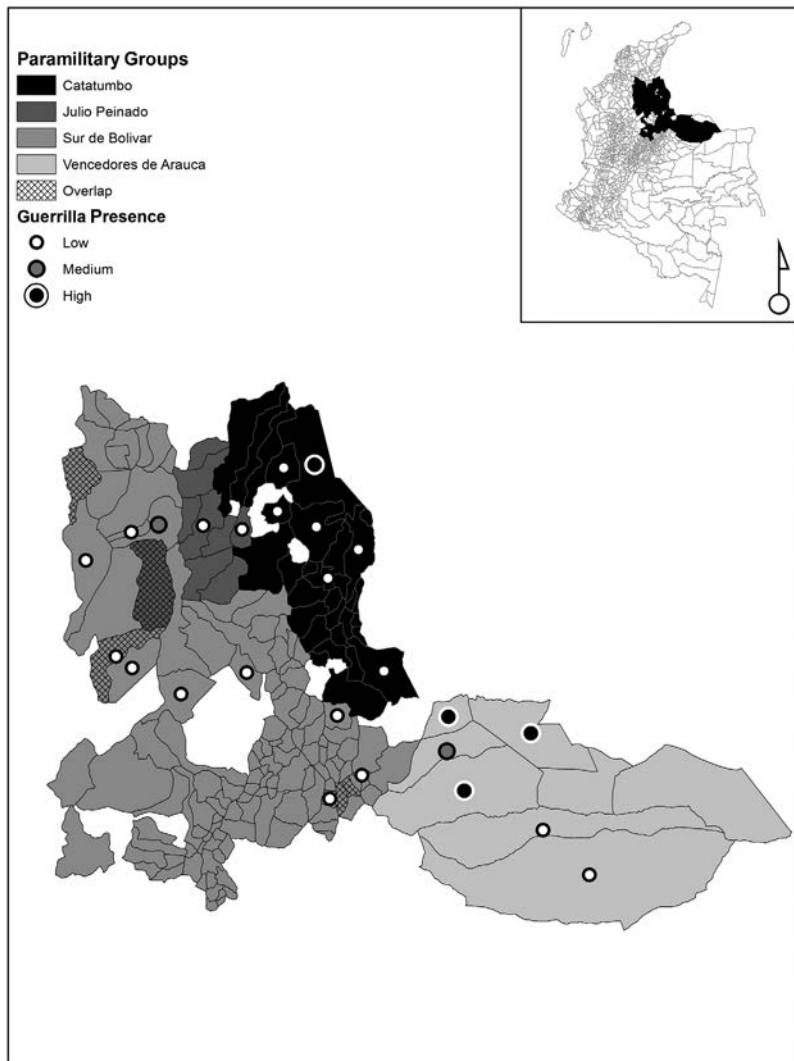 Paramilitary Groups
Catatumbo
Julio Peinado
Sur de Bolivar
Vencedores de Arauca
Overlap
Guerrilla Presence
Low
Medium
High